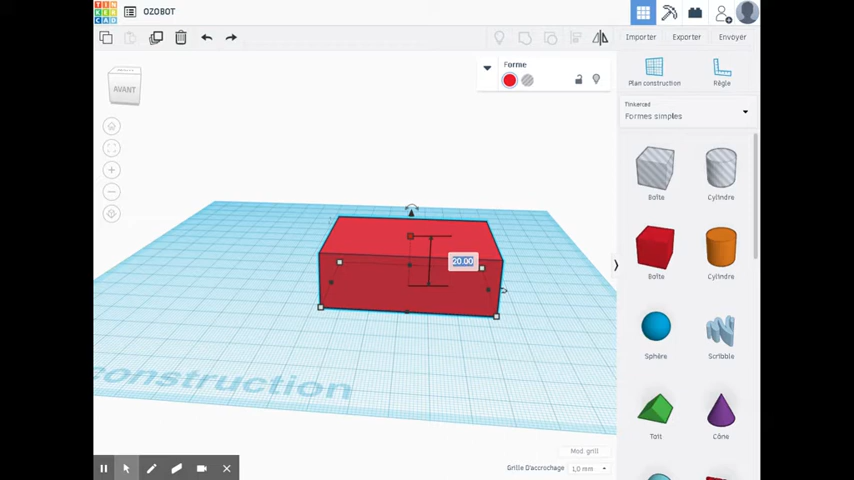 TIN
KER
CAD
OZOBOT
Importer
Exporter
Envoyer
AVANT
Forme
Plan construction
Règle
Tinkercad
Formes simples
Boîte
Cylindre
20.00
Boîte
Cylindre
Sphère
Scribble
construction
Toit
Cône
Mod. grill
Grille D'accrochage
1,0 mm